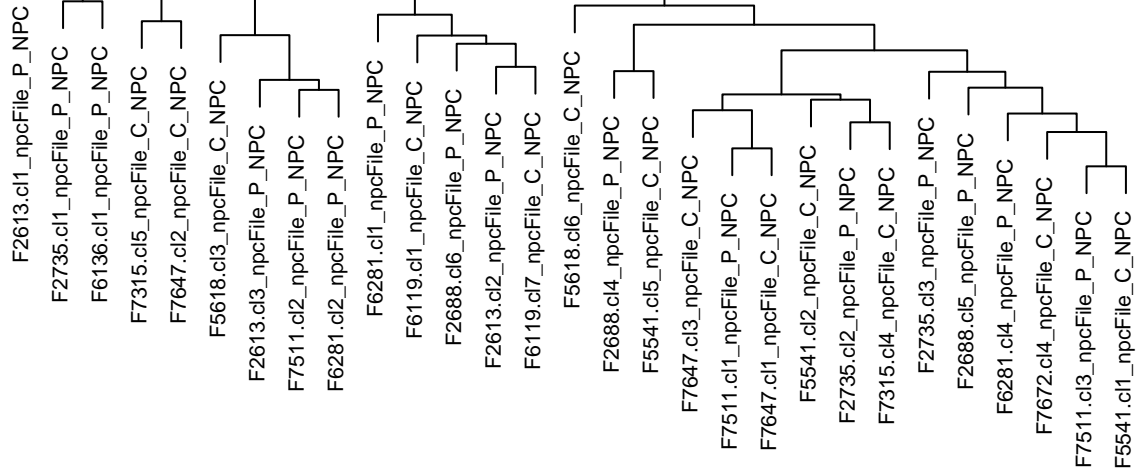 F2613.cl1_npcFile_P_NPC
F2735.cl1_npcFile_P_NPC
F6136.cl1_npcFile_P_NPC
F7315.cl5_npcFile_C_NPC
F7647.cl2_npcFile_C_NPC
F5618.cl3_npcFile_C_NPC
F2613.cl3_npcFile_P_NPC
F7511.cl2_npcFile_P_NPC
F6281.cl2_npcFile_P_NPC
F6281.cl1_npcFile_P_NPC
F6119.cl1_npcFile_C_NPC
F2688.cl6_npcFile_P_NPC
F2613.cl2_npcFile_P_NPC
F6119.cl7_npcFile_C_NPC
F5618.cl6_npcFile_C_NPC
F2688.cl4_npcFile_P_NPC
F5541.cl5_npcFile_C_NPC
F7647.cl3_npcFile_C_NPC
F7511.cl1_npcFile_P_NPC
F7647.cl1_npcFile_C_NPC
F5541.cl2_npcFile_C_NPC
F2735.cl2_npcFile_P_NPC
F7315.cl4_npcFile_C_NPC
F2735.cl3_npcFile_P_NPC
F2688.cl5_npcFile_P_NPC
F6281.cl4_npcFile_P_NPC
F7672.cl4_npcFile_C_NPC
F7511.cl3_npcFile_P_NPC
F5541.cl1_npcFile_C_NPC